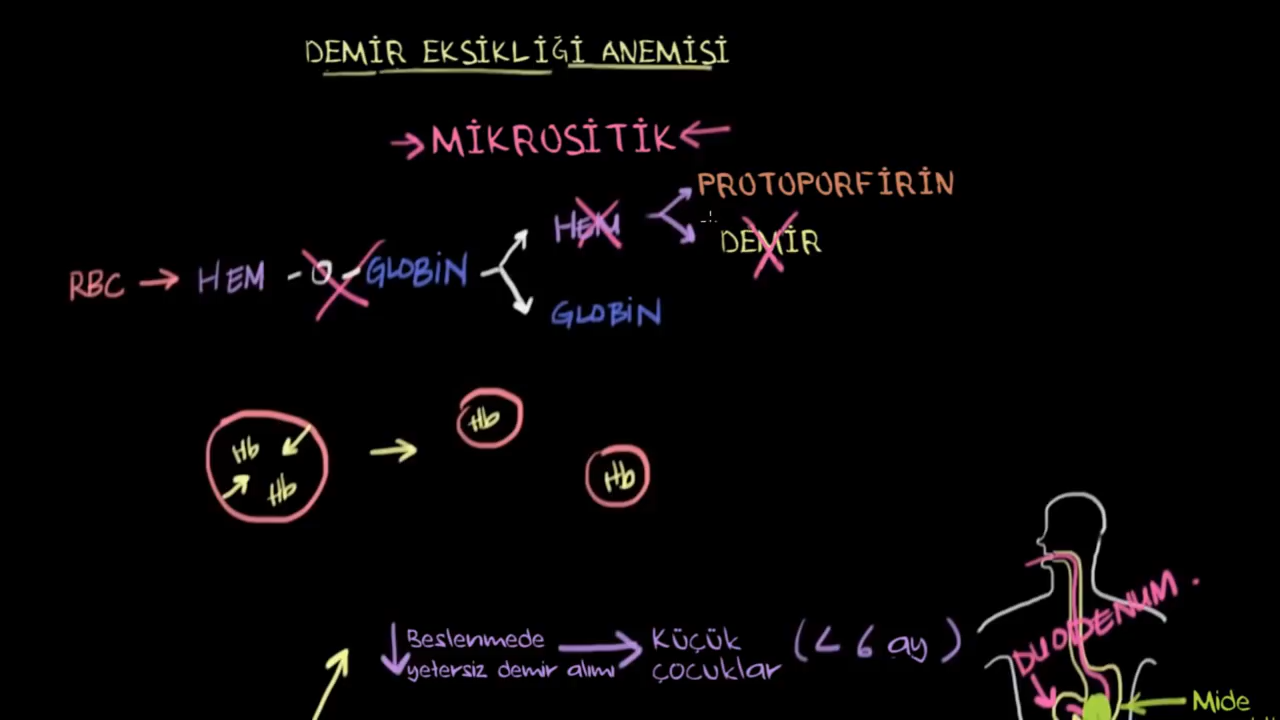 DEMİR EKSİKLİĞİ ANEMİSİ
MİKROSİTİK
PROTOPORFİRİN
HEM
DEMİR
RBC → HEM - O - GLOBİN
GLOBİN
Hb
Hb
Hb
Hb
DUODENUM
Beslenmede
yetersiz demir alımı
KÜÇÜK
ÇOCUKLAR
(< 6 ay)
Mide